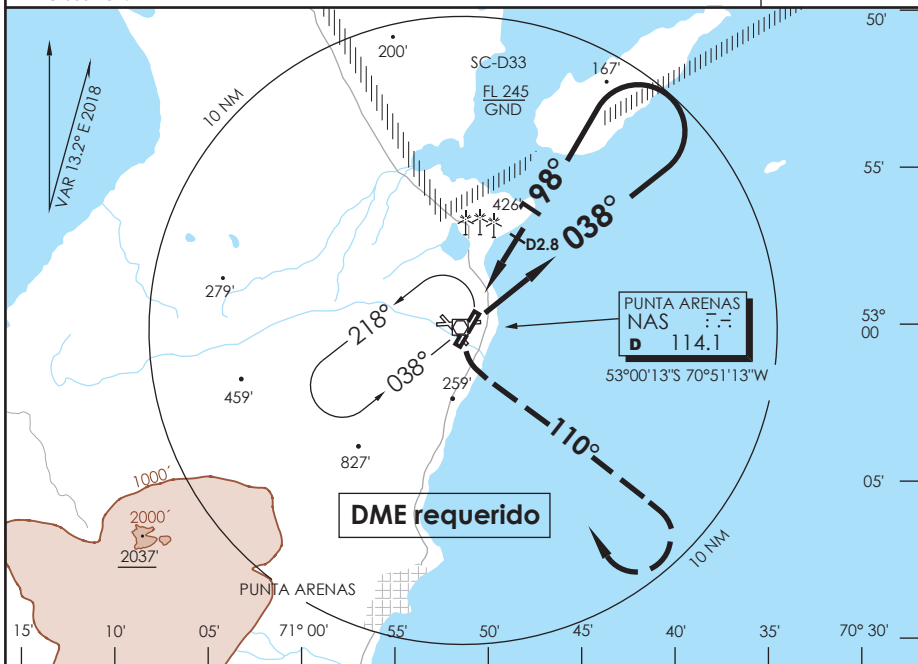 50'
200'
SC-D33
FL 245
GND
167'
10 NM
VAR 13.2° E 2018
55'
198°
426'
038°
D2.8
279'
218°
PUNTA ARENAS
NAS
D 114.1
53°
00
53°00'13"S 70°51'13"W
038°
459'
259'
110°
827'
1000´
05'
2000´
DME requerido
2037'
10 NM
PUNTA ARENAS
15' 10' 05' 71° 00' 55' 50' 45' 40' 35' 70° 30'